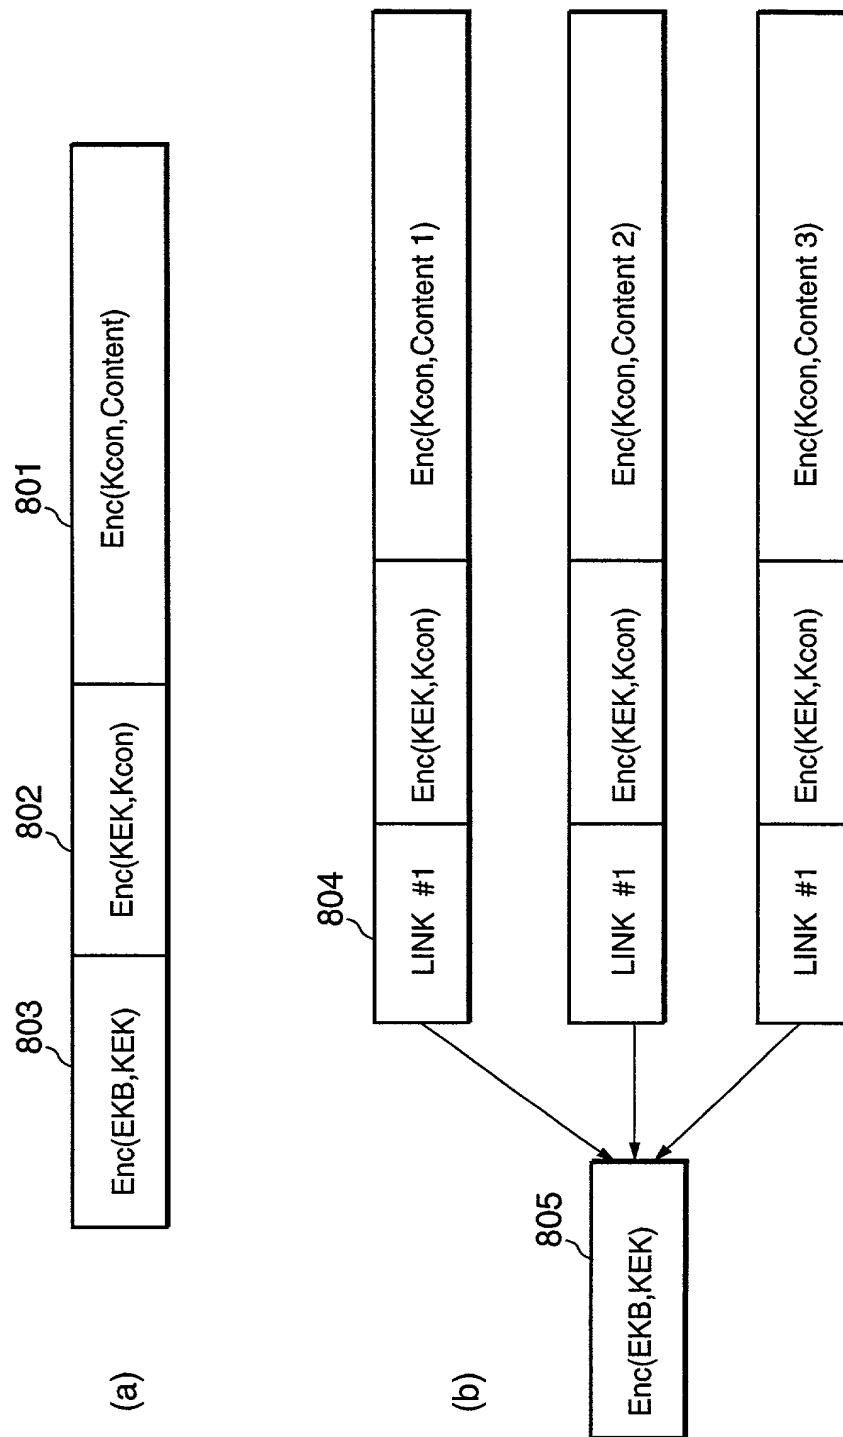 (a)
803
802
801
Enc(EKB,KEK)
Enc(KEK,Kcon)
Enc(Kcon,Content)
(b)
804
LINK #1
Enc(KEK,Kcon)
Enc(Kcon,Content 1)
805
Enc(EKB,KEK)
LINK #1
Enc(KEK,Kcon)
Enc(Kcon,Content 2)
LINK #1
Enc(KEK,Kcon)
Enc(Kcon,Content 3)